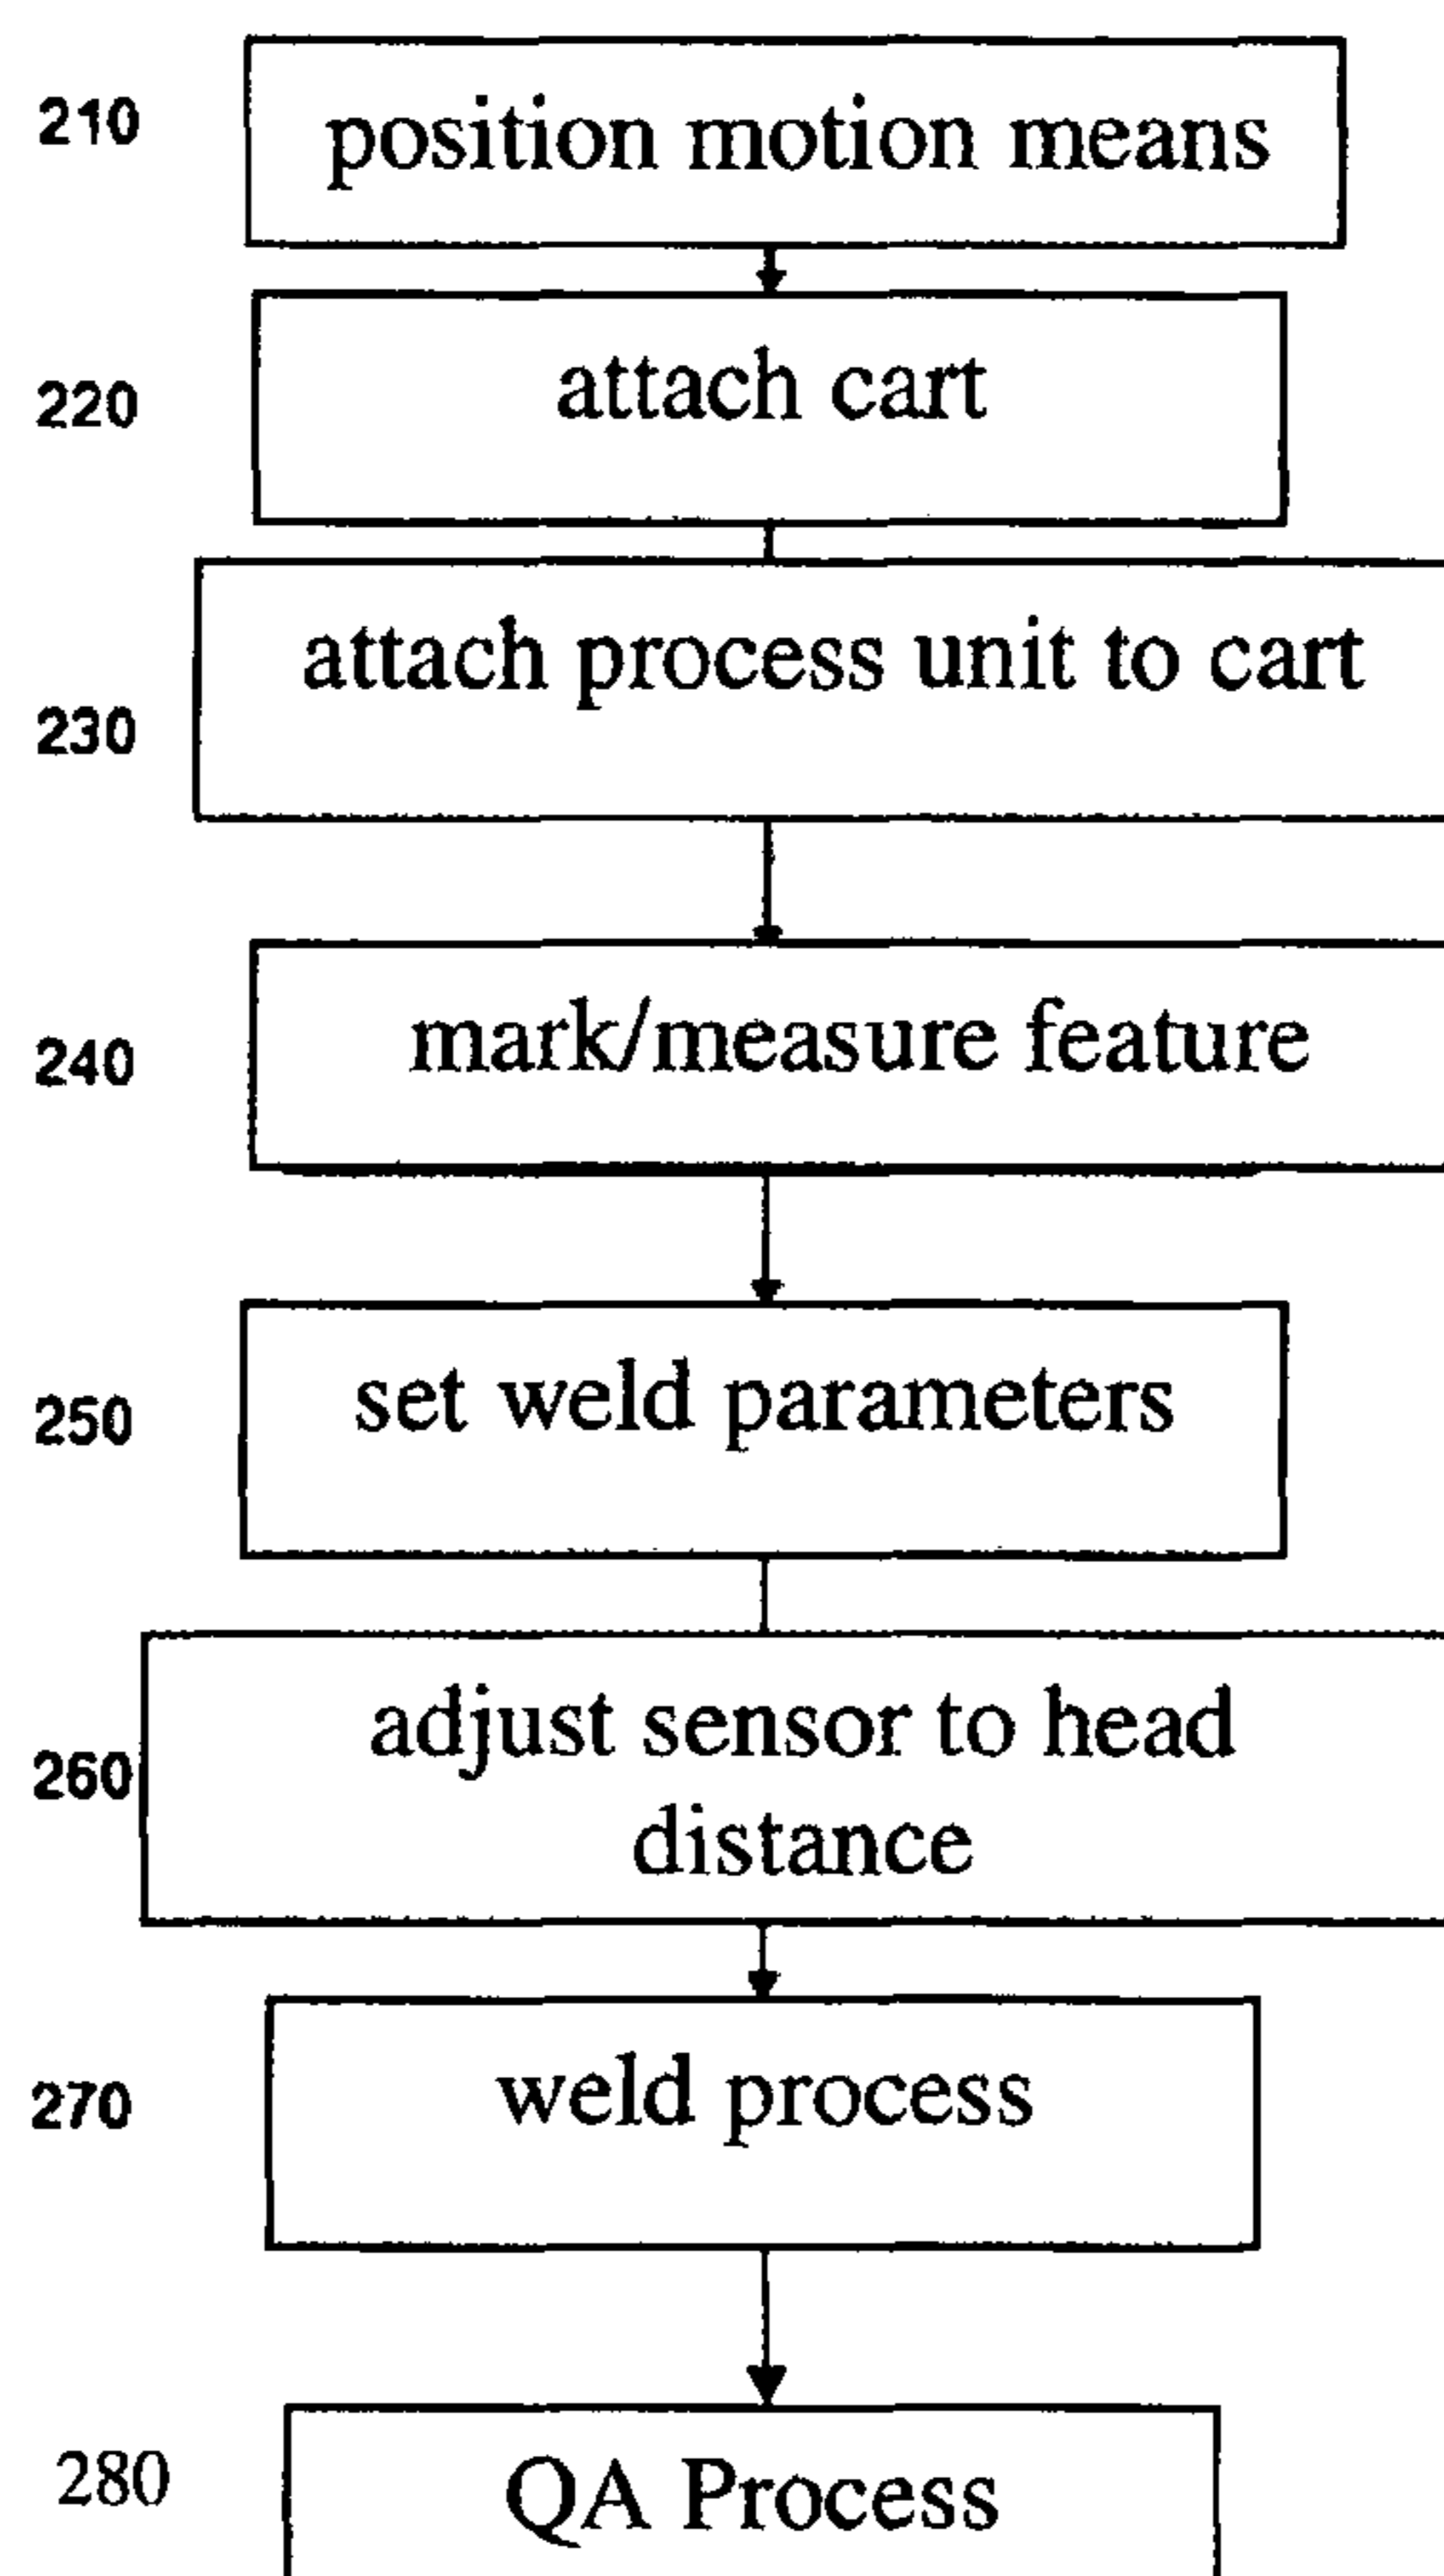 210
position motion means
220
attach cart
attach process unit to cart
230
mark/measure feature
240
set weld parameters
250
adjust sensor to head
260
distance
weld process
270
280
QA Process